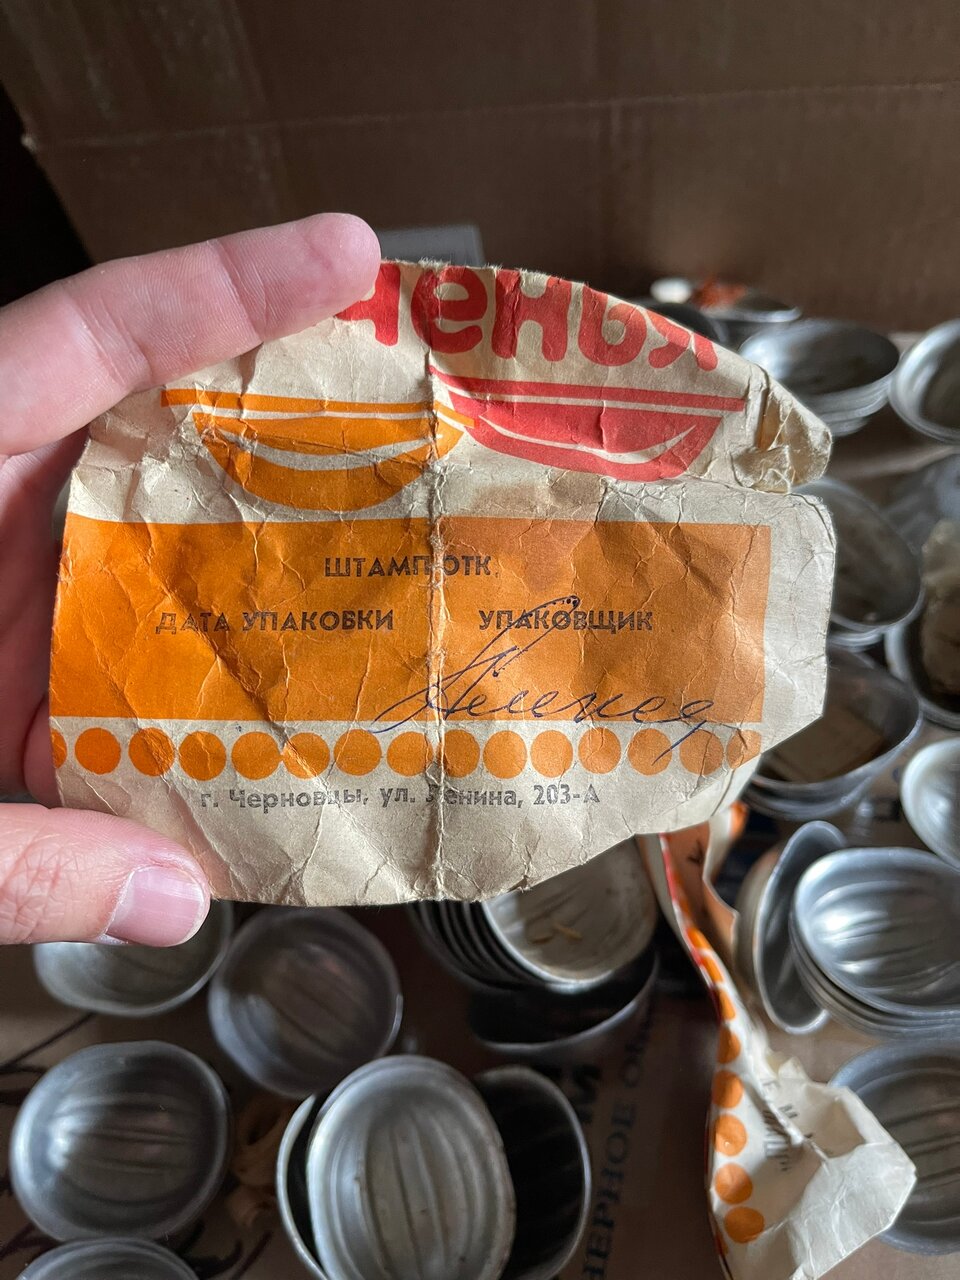 ченья
ШТАМП ОТК
ДАТА УПАКОВКИ УПАКОВЩИК
г. Черновцы, ул. Ленина, 203-А